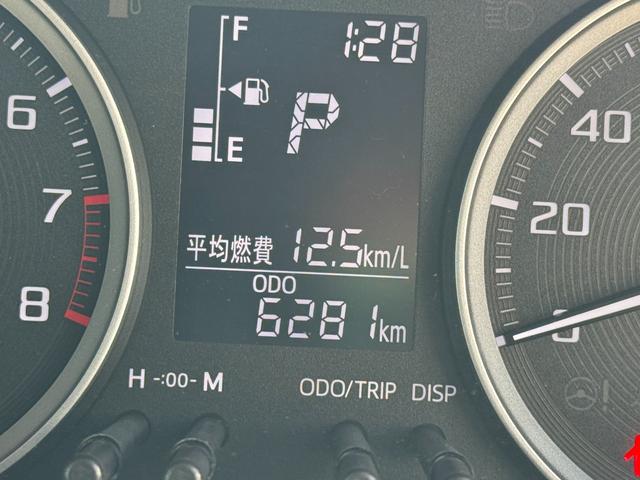 F
1:28
P
E
平均燃費 12.5km/L
ODO
6281km
H -:00- M
ODO/TRIP DISP
6
7
8
40
20
0